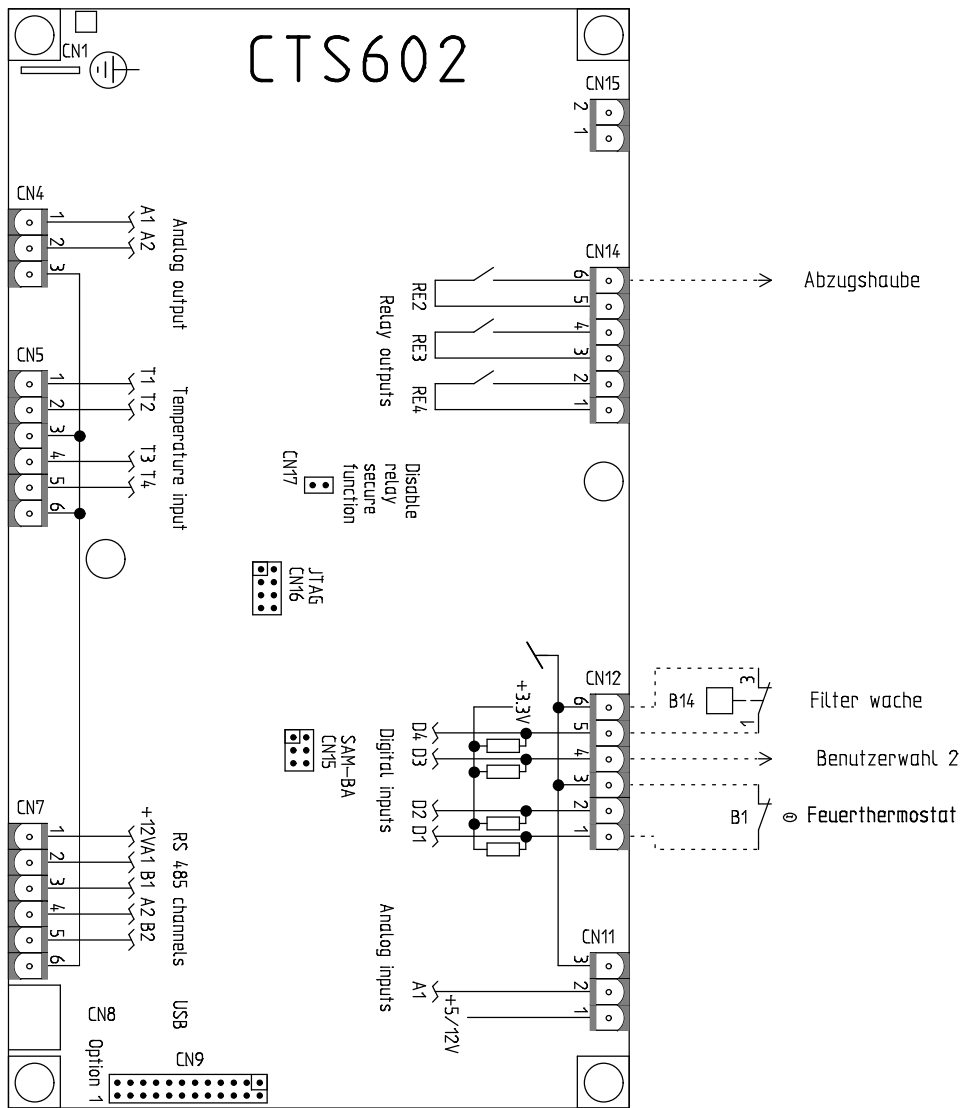 CTS602
CN1
CN15
2
1
CN4
1
2
3
A1
A2
Analog output
CN14
6
5
4
3
2
1
RE2
RE3
RE4
Relay outputs
Abzugshaube
CN5
1
2
3
4
5
6
T1
T2
T3
T4
Temperature input
CN17
Disable
relay
secure
function
JTAG
CN16
CN12
6
5
4
3
2
1
+3.3V
D4
D3
D2
D1
Digital inputs
B14
3
1
Filter wache
Benutzerwahl 2
B1
Feuerthermostat
SAM-BA
CN15
CN7
1
2
3
4
5
6
+12V
A1
B1
A2
B2
RS 485 channels
CN11
3
2
1
A1
+5/12V
Analog inputs
CN8
USB
Option 1
CN9